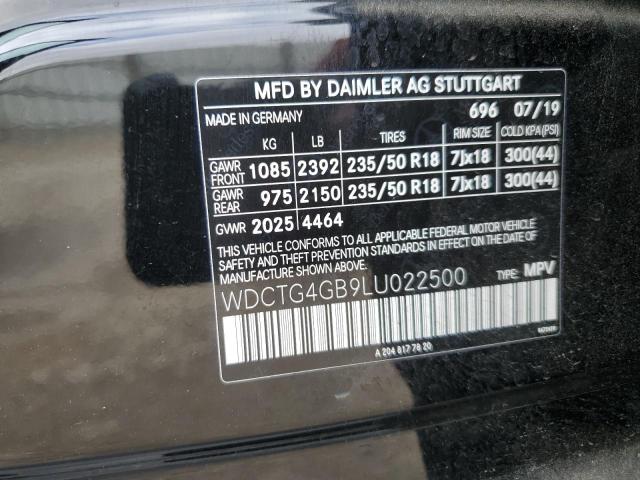 MFD BY DAIMLER AG STUTTGART
MADE IN GERMANY 696 07/19
KG LB TIRES RIM SIZE COLD KPA(PSI)
GAWR FRONT 1085 2392 235/50 R18 7Jx18 300(44)
GAWR REAR 975 2150 235/50 R18 7Jx18 300(44)
GVWR 2025 4464
THIS VEHICLE CONFORMS TO ALL APPLICABLE FEDERAL MOTOR VEHICLE
SAFETY STANDARDS IN EFFECT ON THE DATE OF
MANUFACTURE SHOWN ABOVE.
WDCTG4GB9LU022500 TYPE: MPV
A 204 817 78 20